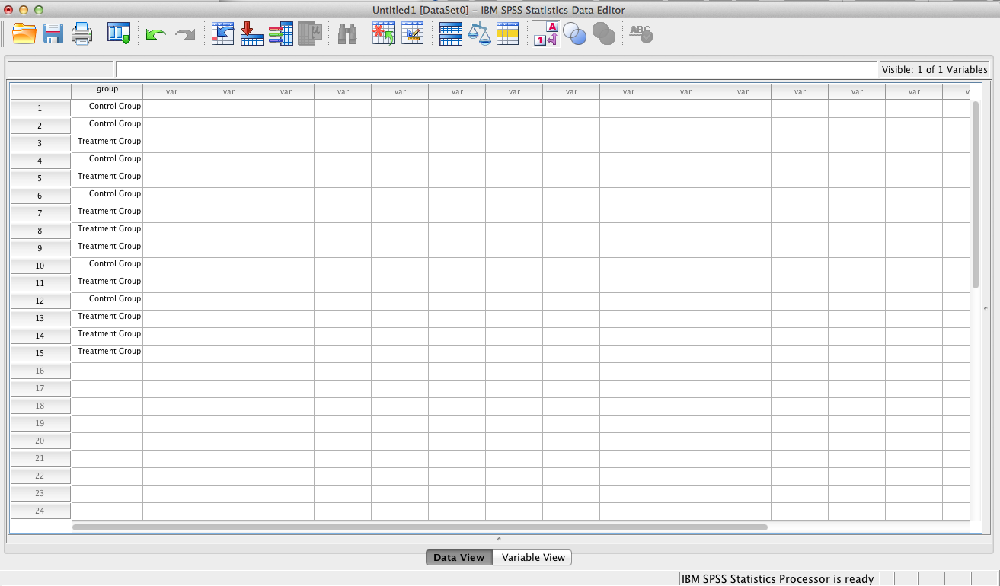 Untitled1 [DataSet0] – IBM SPSS Statistics Data Editor
A
1
ABC
Visible: 1 of 1 Variables
group var var var var var var var var var var var var var var v
1 Control Group
2 Control Group
3 Treatment Group
4 Control Group
5 Treatment Group
6 Control Group
7 Treatment Group
8 Treatment Group
9 Treatment Group
10 Control Group
11 Treatment Group
12 Control Group
13 Treatment Group
14 Treatment Group
15 Treatment Group
16
17
18
19
20
21
22
23
24
Data View Variable View
IBM SPSS Statistics Processor is ready